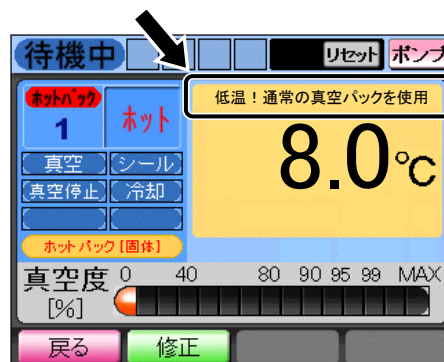 待機中
リセット
ポンプ
ホットパック
1
ホット
低温！通常の真空パックを使用
8.0℃
真空
シール
真空停止
冷却
ホットパック[固体]
真空度
[%]
0 40 80 90 95 99 MAX
戻る
修正